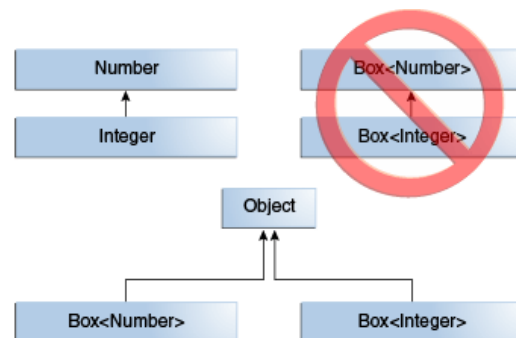 Number
Box<Number>
Integer
Box<Integer>
Object
Box<Number>
Box<Integer>